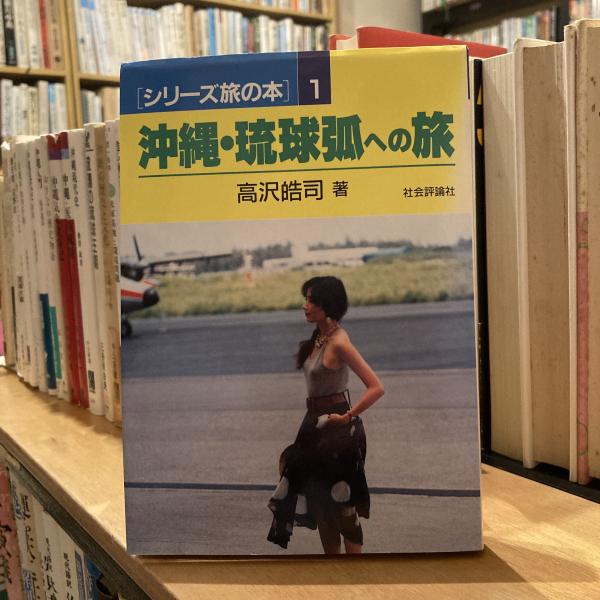 [シリーズ旅の本] 1
沖縄・琉球弧への旅
高沢皓司 著
社会評論社